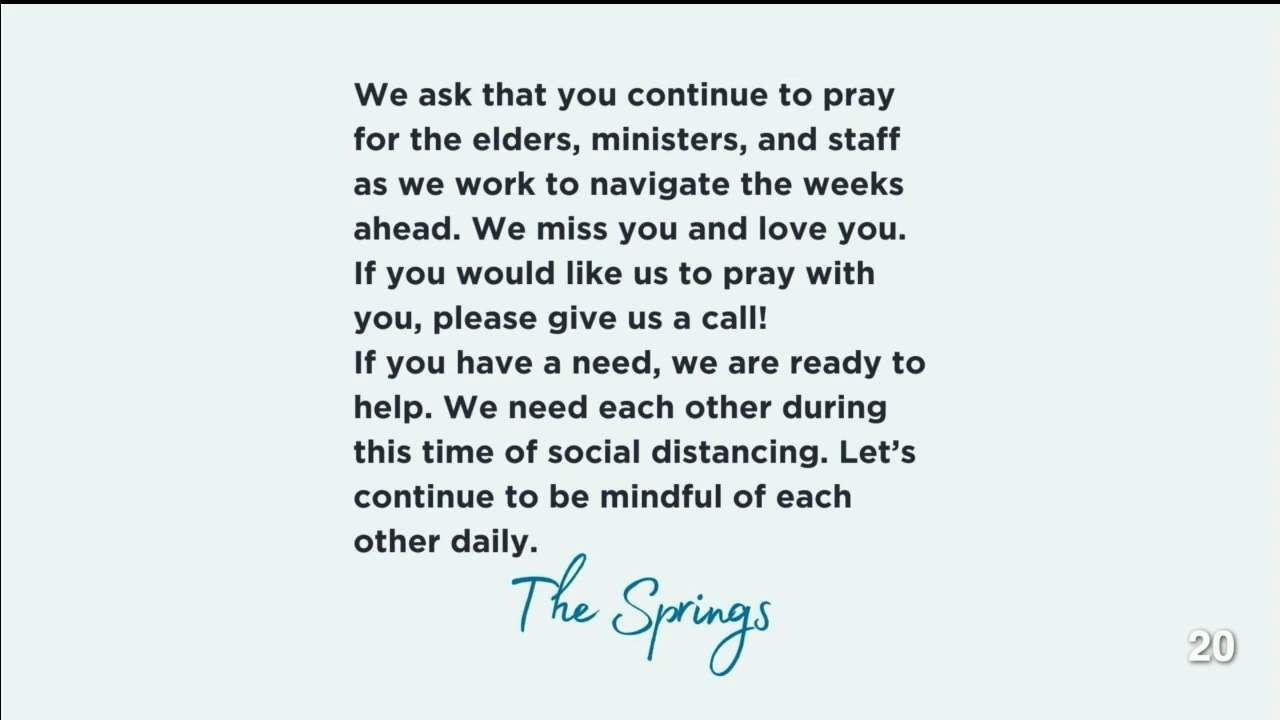 We ask that you continue to pray
for the elders, ministers, and staff
as we work to navigate the weeks
ahead. We miss you and love you.
If you would like us to pray with
you, please give us a call!
If you have a need, we are ready to
help. We need each other during
this time of social distancing. Let’s
continue to be mindful of each
other daily.
The Springs
20